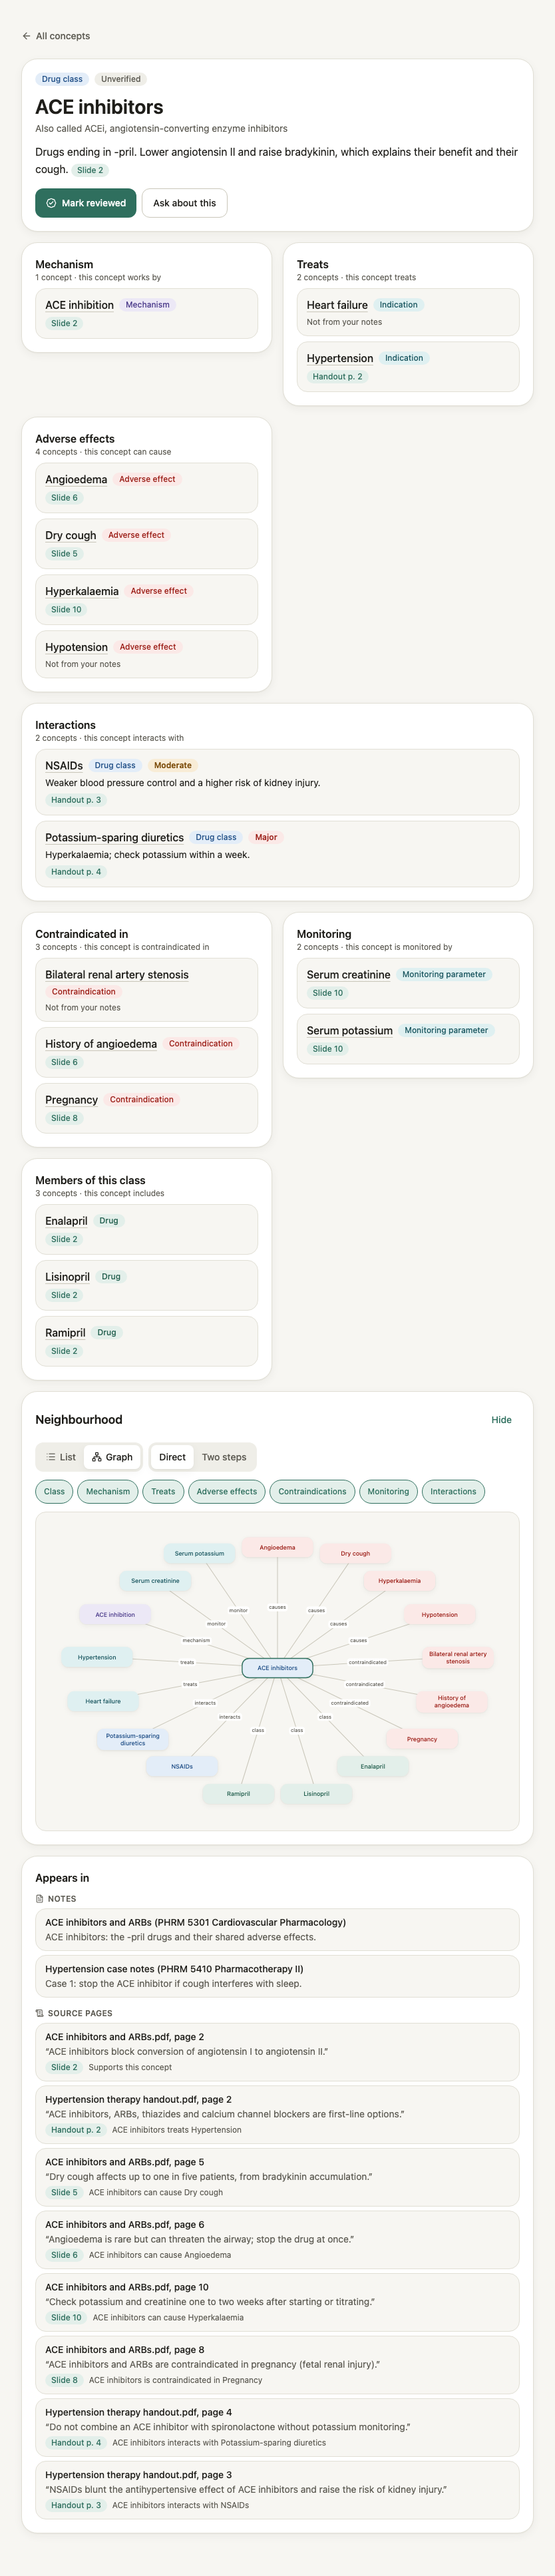 All concepts
Drug class Unverified
ACE inhibitors
Also called ACEi, angiotensin-converting enzyme inhibitors
Drugs ending in -pril. Lower angiotensin II and raise bradykinin, which explains their benefit and their
cough. Slide 2
Mark reviewed Ask about this
Mechanism
1 concept · this concept works by
ACE inhibition Mechanism
Slide 2
Treats
2 concepts · this concept treats
Heart failure Indication
Not from your notes
Hypertension Indication
Handout p. 2
Adverse effects
4 concepts · this concept can cause
Angioedema Adverse effect
Slide 6
Dry cough Adverse effect
Slide 5
Hyperkalaemia Adverse effect
Slide 10
Hypotension Adverse effect
Not from your notes
Interactions
2 concepts · this concept interacts with
NSAIDs Drug class Moderate
Weaker blood pressure control and a higher risk of kidney injury.
Handout p. 3
Potassium-sparing diuretics Drug class Major
Hyperkalaemia; check potassium within a week.
Handout p. 4
Contraindicated in
3 concepts · this concept is contraindicated in
Bilateral renal artery stenosis
Contraindication
Not from your notes
History of angioedema Contraindication
Slide 6
Pregnancy Contraindication
Slide 8
Monitoring
2 concepts · this concept is monitored by
Serum creatinine Monitoring parameter
Slide 10
Serum potassium Monitoring parameter
Slide 10
Members of this class
3 concepts · this concept includes
Enalapril Drug
Slide 2
Lisinopril Drug
Slide 2
Ramipril Drug
Slide 2
Neighbourhood Hide
List Graph Direct Two steps
Class Mechanism Treats Adverse effects Contraindications Monitoring Interactions
Angioedema
Serum potassium
Dry cough
Serum creatinine
Hyperkalaemia
ACE inhibition
Hypotension
causes
monitor
causes
monitor
causes
mechanism
causes
Hypertension
treats
contraindicated
Bilateral renal artery
stenosis
ACE inhibitors
treats
contraindicated
Heart failure
interacts
contraindicated
History of
angioedema
interacts
class
class
class
Potassium-sparing
diuretics
Pregnancy
NSAIDs
Enalapril
Ramipril
Lisinopril
Appears in
NOTES
ACE inhibitors and ARBs (PHRM 5301 Cardiovascular Pharmacology)
ACE inhibitors: the -pril drugs and their shared adverse effects.
Hypertension case notes (PHRM 5410 Pharmacotherapy II)
Case 1: stop the ACE inhibitor if cough interferes with sleep.
SOURCE PAGES
ACE inhibitors and ARBs.pdf, page 2
“ACE inhibitors block conversion of angiotensin I to angiotensin II.”
Slide 2 Supports this concept
Hypertension therapy handout.pdf, page 2
“ACE inhibitors, ARBs, thiazides and calcium channel blockers are first-line options.”
Handout p. 2 ACE inhibitors treats Hypertension
ACE inhibitors and ARBs.pdf, page 5
“Dry cough affects up to one in five patients, from bradykinin accumulation.”
Slide 5 ACE inhibitors can cause Dry cough
ACE inhibitors and ARBs.pdf, page 6
“Angioedema is rare but can threaten the airway; stop the drug at once.”
Slide 6 ACE inhibitors can cause Angioedema
ACE inhibitors and ARBs.pdf, page 10
“Check potassium and creatinine one to two weeks after starting or titrating.”
Slide 10 ACE inhibitors can cause Hyperkalaemia
ACE inhibitors and ARBs.pdf, page 8
“ACE inhibitors and ARBs are contraindicated in pregnancy (fetal renal injury).”
Slide 8 ACE inhibitors is contraindicated in Pregnancy
Hypertension therapy handout.pdf, page 4
“Do not combine an ACE inhibitor with spironolactone without potassium monitoring.”
Handout p. 4 ACE inhibitors interacts with Potassium-sparing diuretics
Hypertension therapy handout.pdf, page 3
“NSAIDs blunt the antihypertensive effect of ACE inhibitors and raise the risk of kidney injury.”
Handout p. 3 ACE inhibitors interacts with NSAIDs